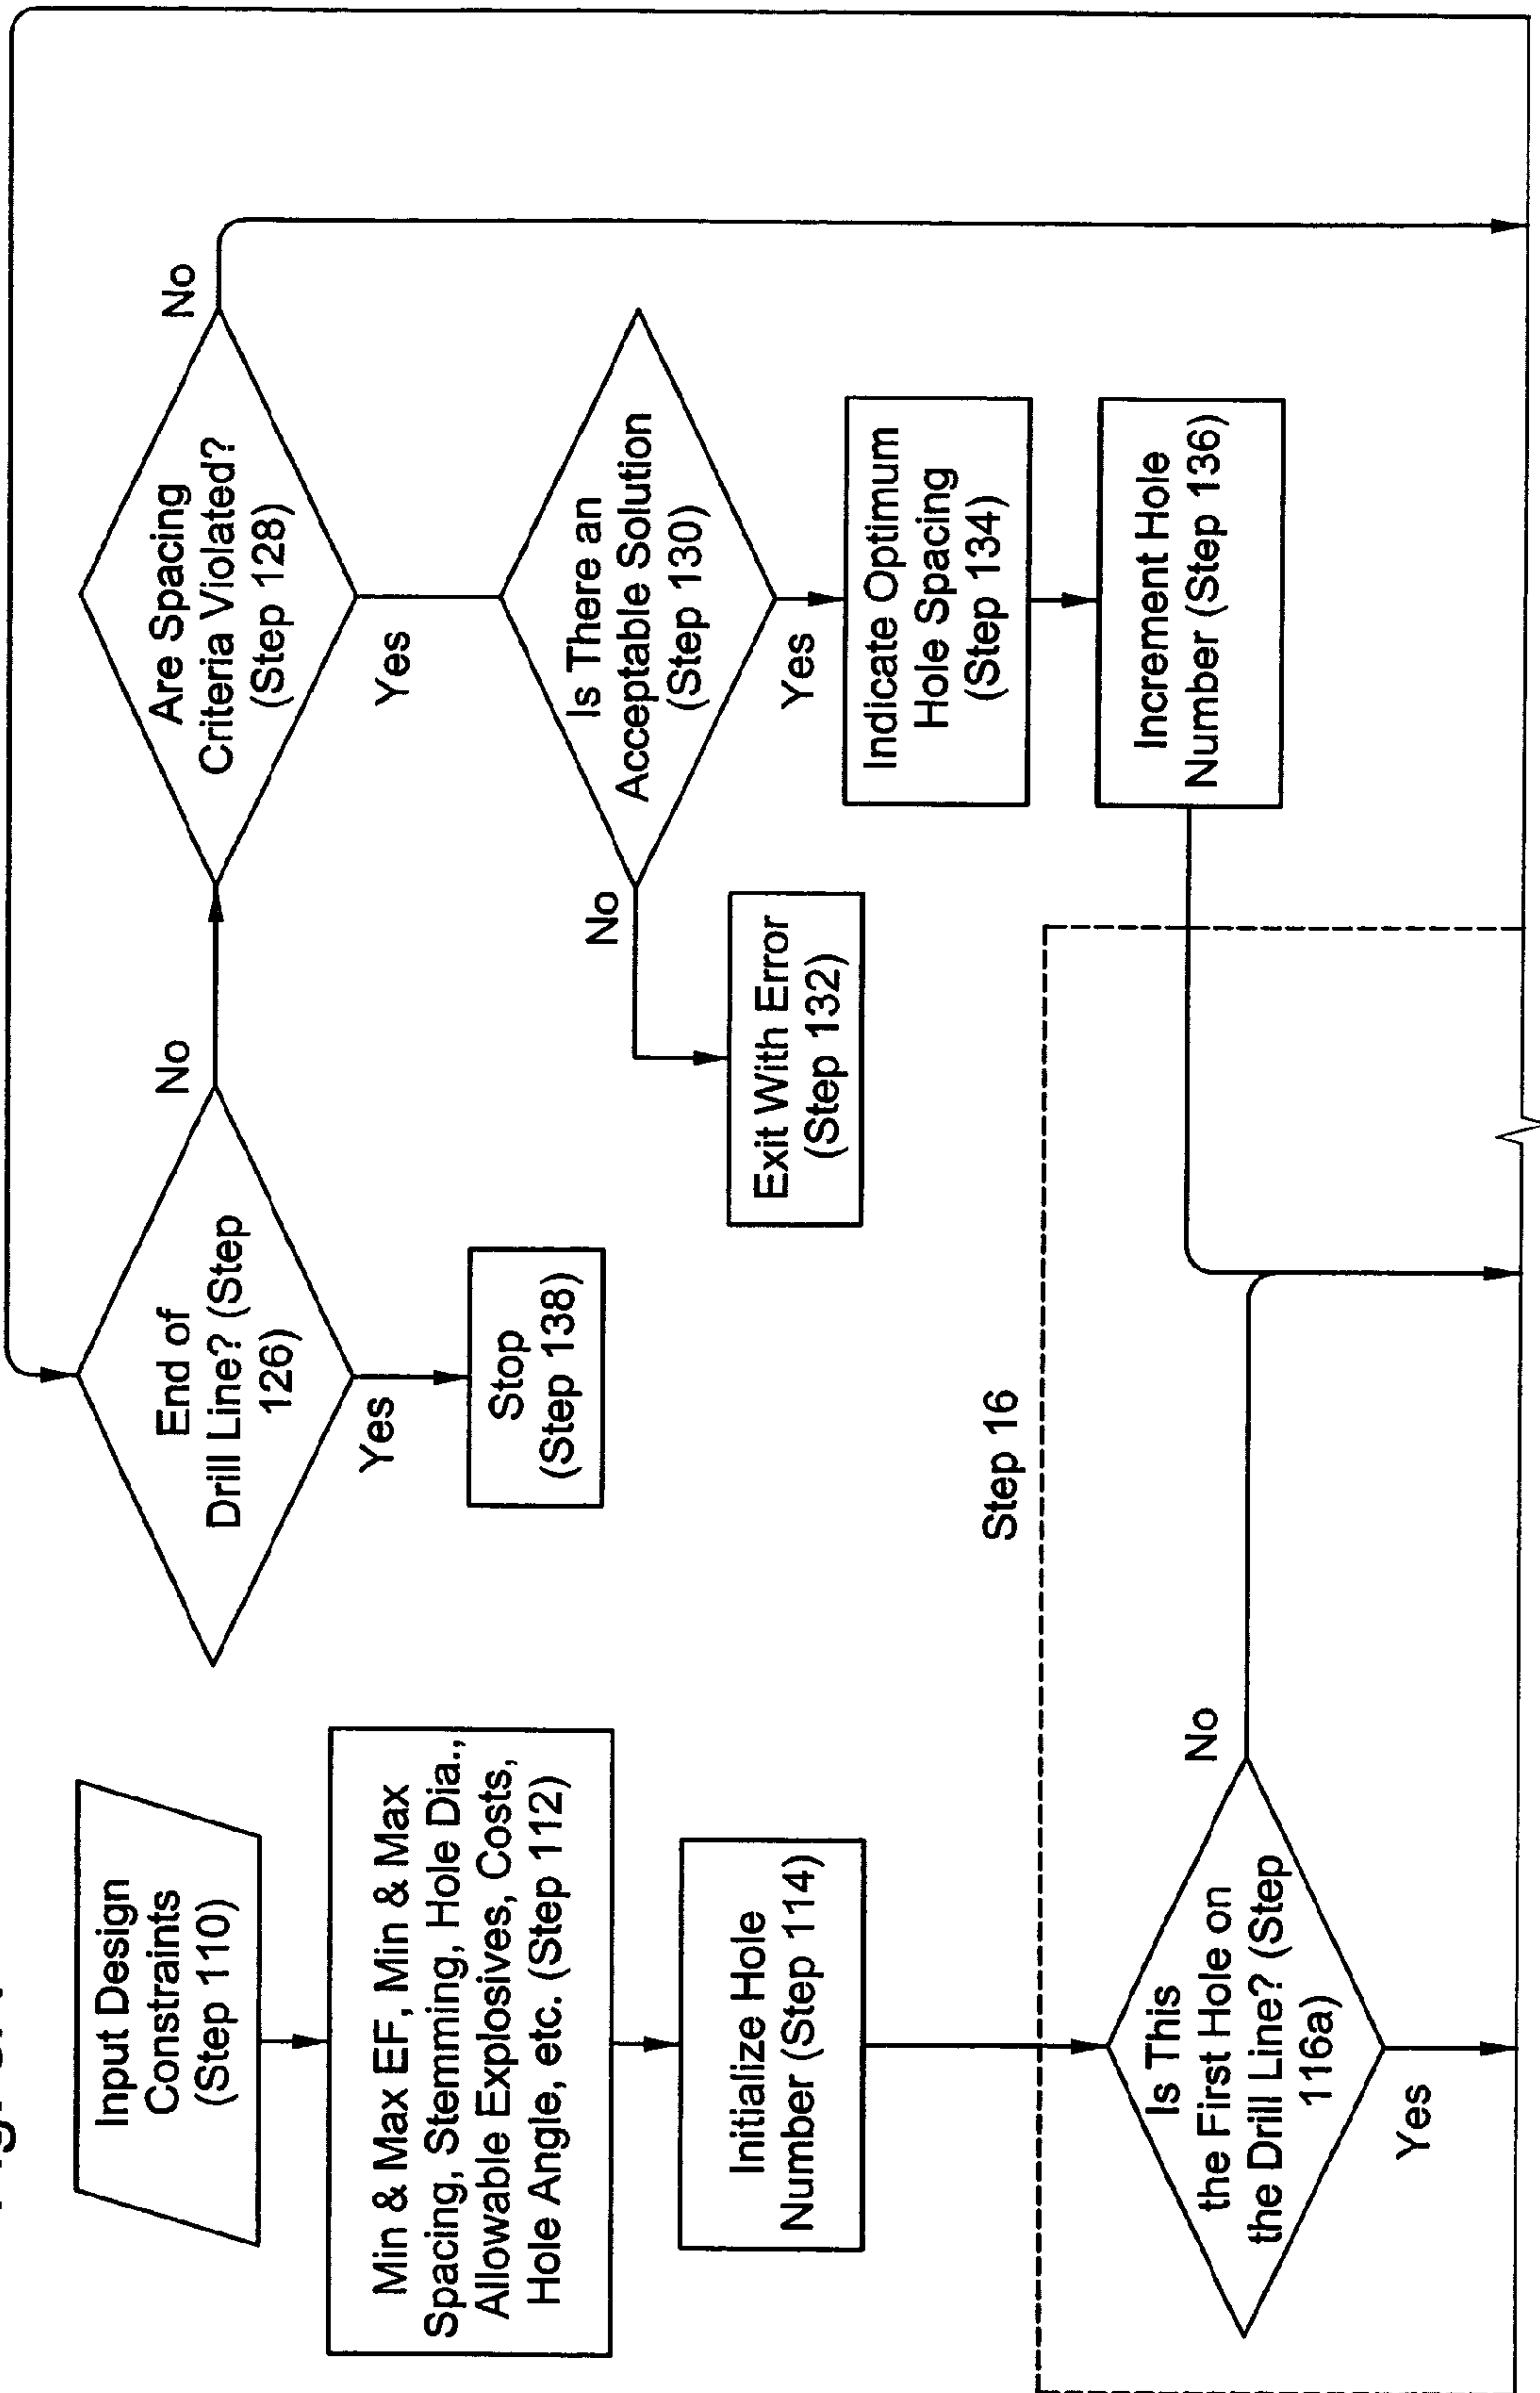 Input Design
Constraints
(Step 110)
Min & Max EF, Min & Max
Spacing, Stemming, Hole Dia.,
Allowable Explosives, Costs,
Hole Angle, etc. (Step 112)
Initialize Hole
Number (Step 114)
Is This
the First Hole on
the Drill Line? (Step
116a)
No
Yes
Step 16
End of
Drill Line? (Step
126)
No
Yes
Stop
(Step 138)
Are Spacing
Criteria Violated?
(Step 128)
No
Yes
Is There an
Acceptable Solution
(Step 130)
No
Yes
Exit With Error
(Step 132)
Indicate Optimum
Hole Spacing
(Step 134)
Increment Hole
Number (Step 136)